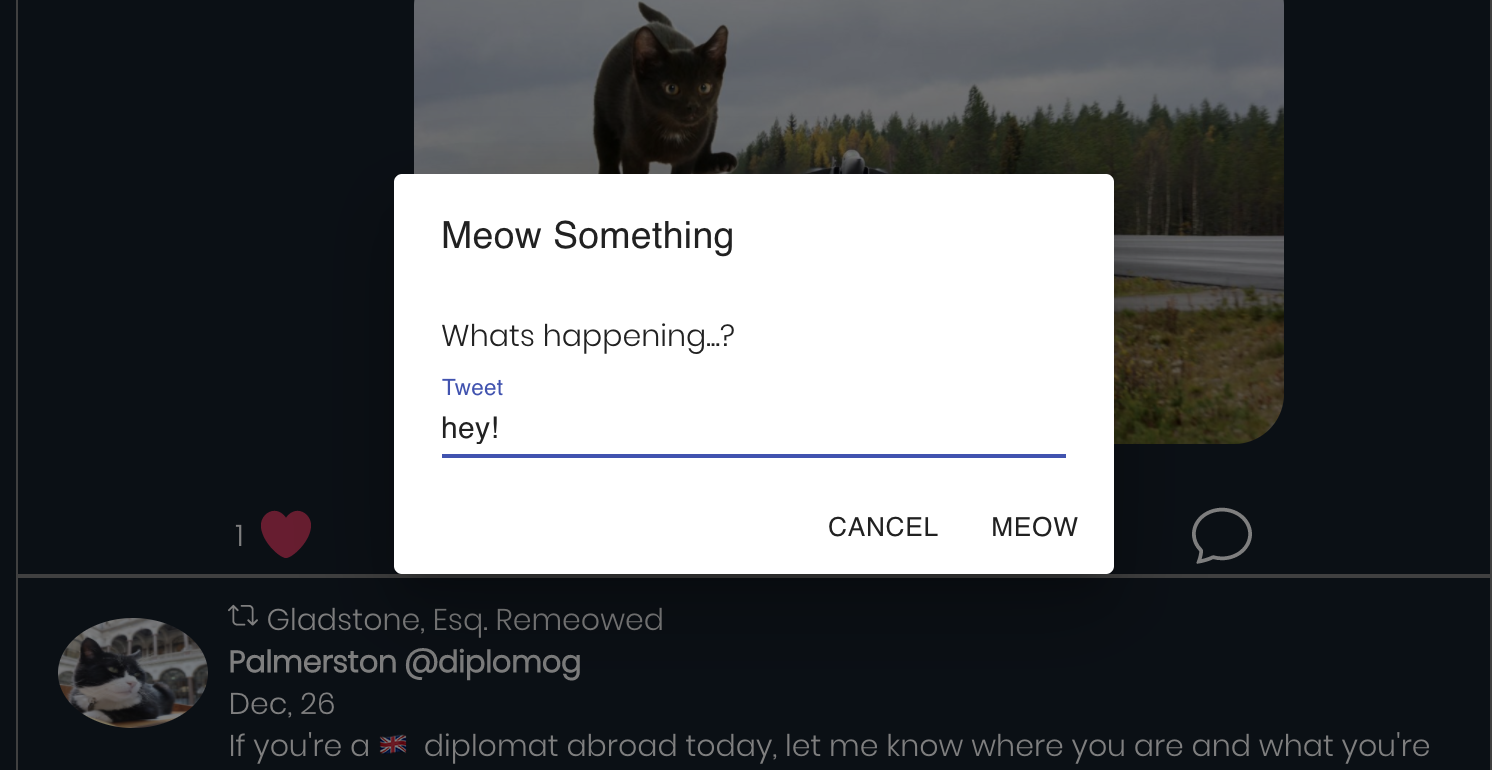 Meow Something
Whats happening...?
Tweet
hey!
CANCEL MEOW
1
Gladstone, Esq. Remeowed
Palmerston @diplomog
Dec, 26
If you're a 🇬🇧 diplomat abroad today, let me know where you are and what you're